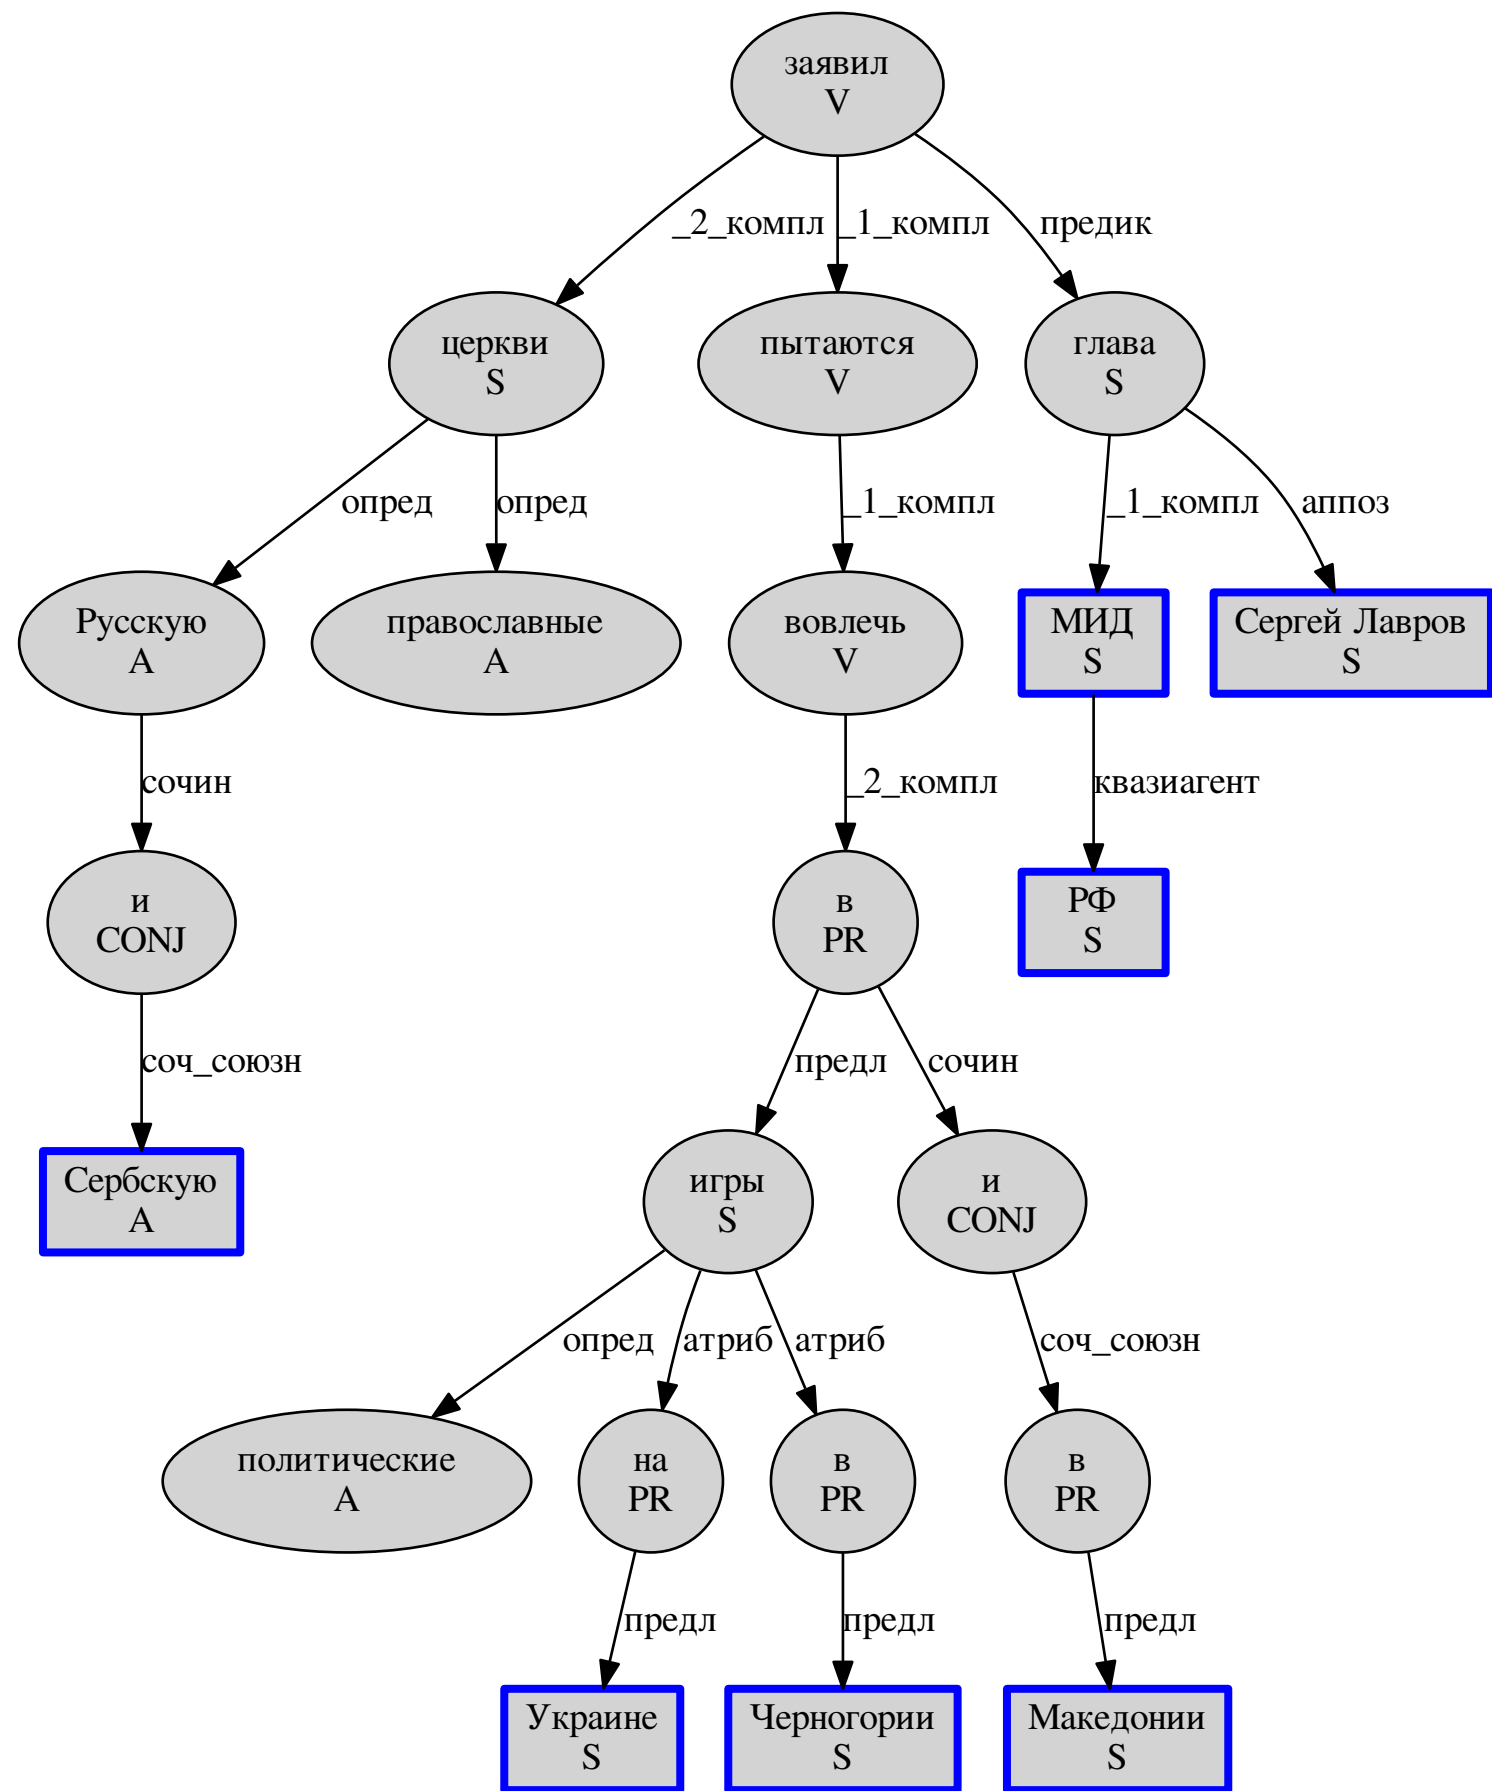 заявил
V
_2_компл
_1_компл
предик
церкви
S
пытаются
V
глава
S
опред
опред
_1_компл
_1_компл
аппоз
Русскую
A
православные
A
вовлечь
V
МИД
S
Сергей Лавров
S
сочин
_2_компл
квазиагент
и
CONJ
в
PR
РФ
S
соч_союзн
предл
сочин
Сербскую
A
игры
S
и
CONJ
опред
атриб
атриб
соч_союзн
политические
A
на
PR
в
PR
в
PR
предл
предл
предл
Украине
S
Черногории
S
Македонии
S